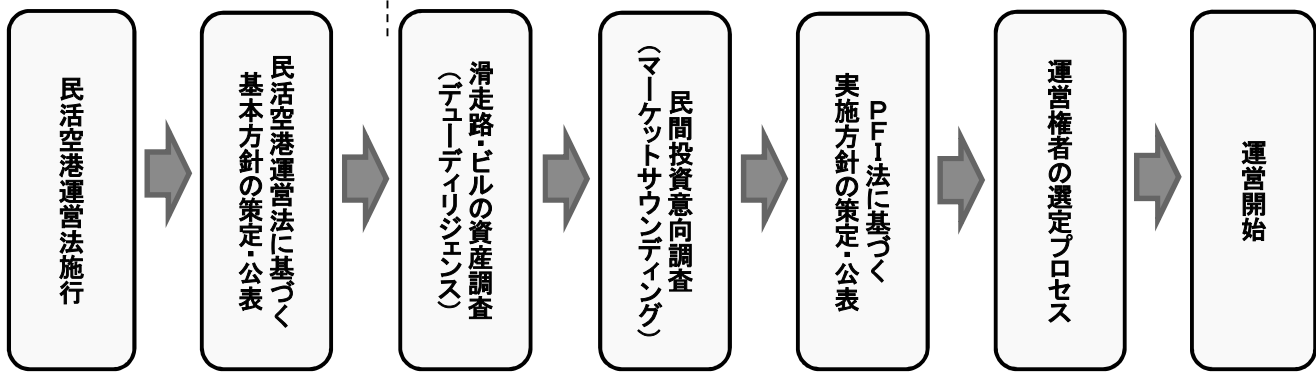 民活空港運営法施行
民活空港運営法に基づく
基本方針の策定・公表
滑走路・ビルの資産調査
（デューディリジェンス）
民間投資意向調査
（マーケットサウンディング）
ＰＦＩ法に基づく
実施方針の策定・公表
運営権者の選定プロセス
運営開始